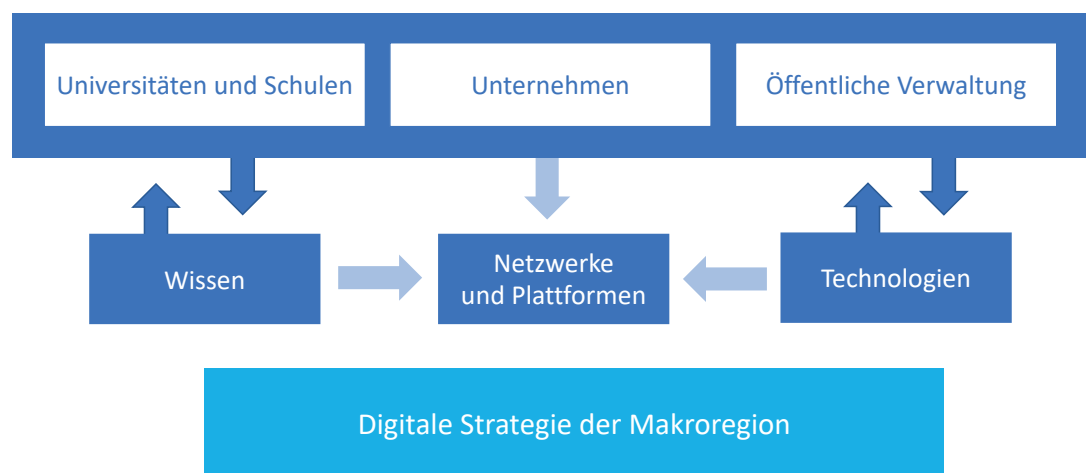 Universitäten und Schulen
Unternehmen
Öffentliche Verwaltung
Wissen
Netzwerke
und Plattformen
Technologien
Digitale Strategie der Makroregion